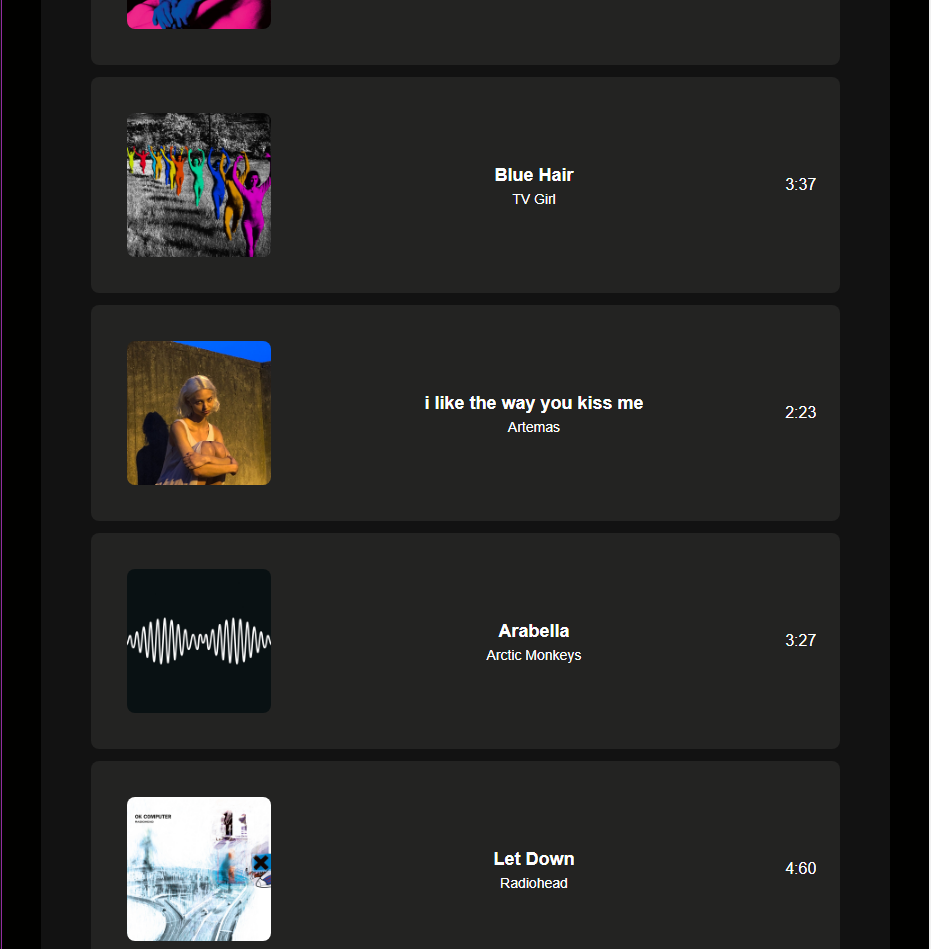 Blue Hair
TV Girl
3:37
i like the way you kiss me
Artemas
2:23
Arabella
Arctic Monkeys
3:27
OK COMPUTER
RADIOHEAD
Let Down
Radiohead
4:60